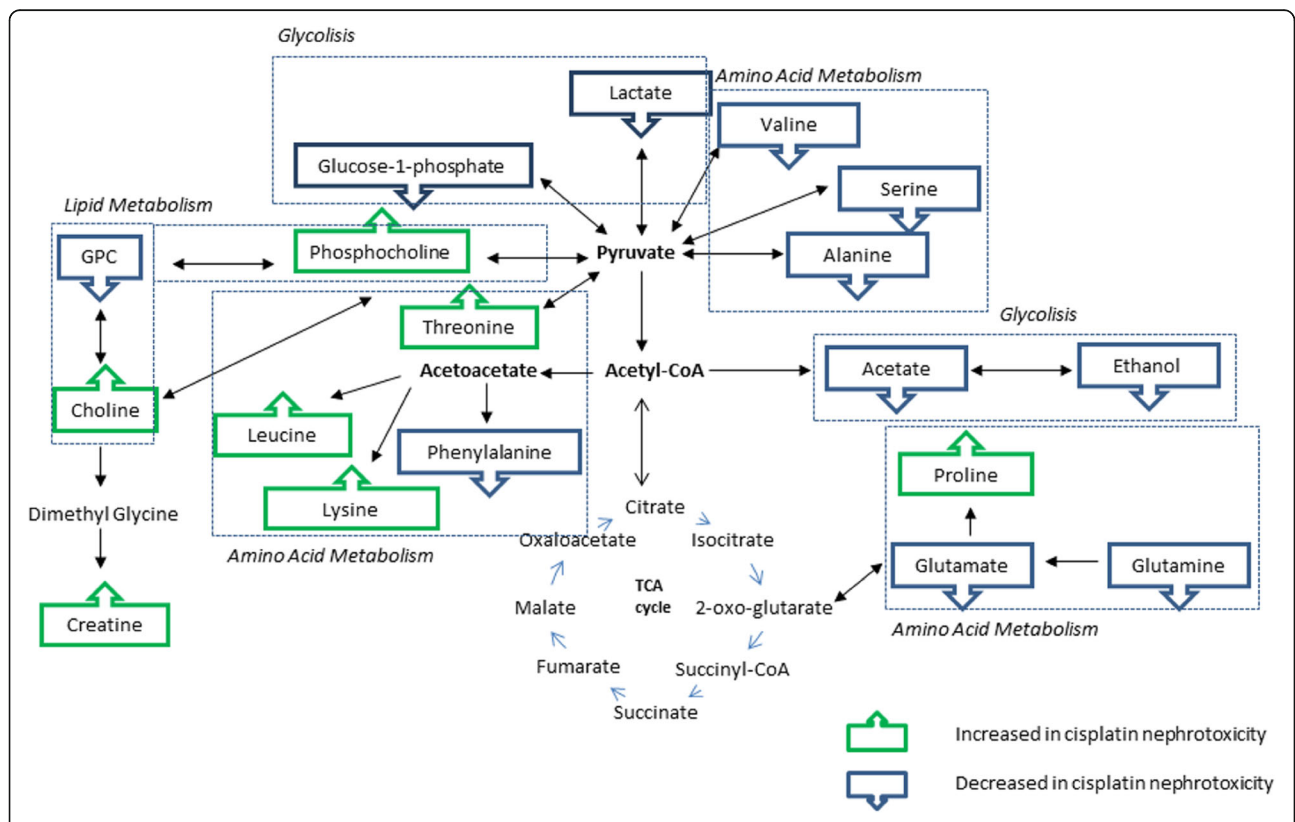 Glycolisis
Amino Acid Metabolism
Lactate
Valine
Glucose-1-phosphate
Serine
Lipid Metabolism
GPC
Phosphocholine
Pyruvate
Alanine
Threonine
Glycolisis
Acetoacetate
Acetyl-CoA
Acetate
Ethanol
Choline
Leucine
Phenylalanine
Proline
Lysine
Dimethyl Glycine
Citrate
Amino Acid Metabolism
Oxaloacetate
Isocitrate
Glutamate
Glutamine
TCA
cycle
Malate
2-oxo-glutarate
Creatine
Amino Acid Metabolism
Fumarate
Succinyl-CoA
Succinate
Increased in cisplatin nephrotoxicity
Decreased in cisplatin nephrotoxicity